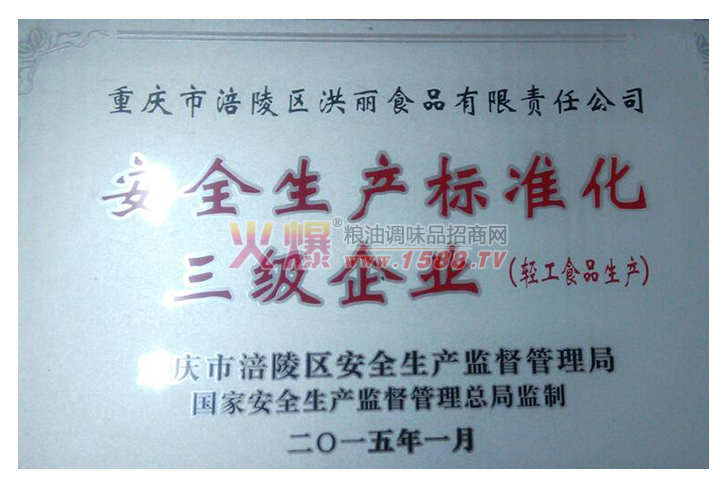 重庆市涪陵区洪丽食品有限责任公司
安全生产标准化
火爆®粮油调味品招商网
www.1588.TV
三级企业(轻工食品生产)
庆市涪陵区安全生产监督管理局
国家安全生产监督管理总局监制
二〇一五年一月